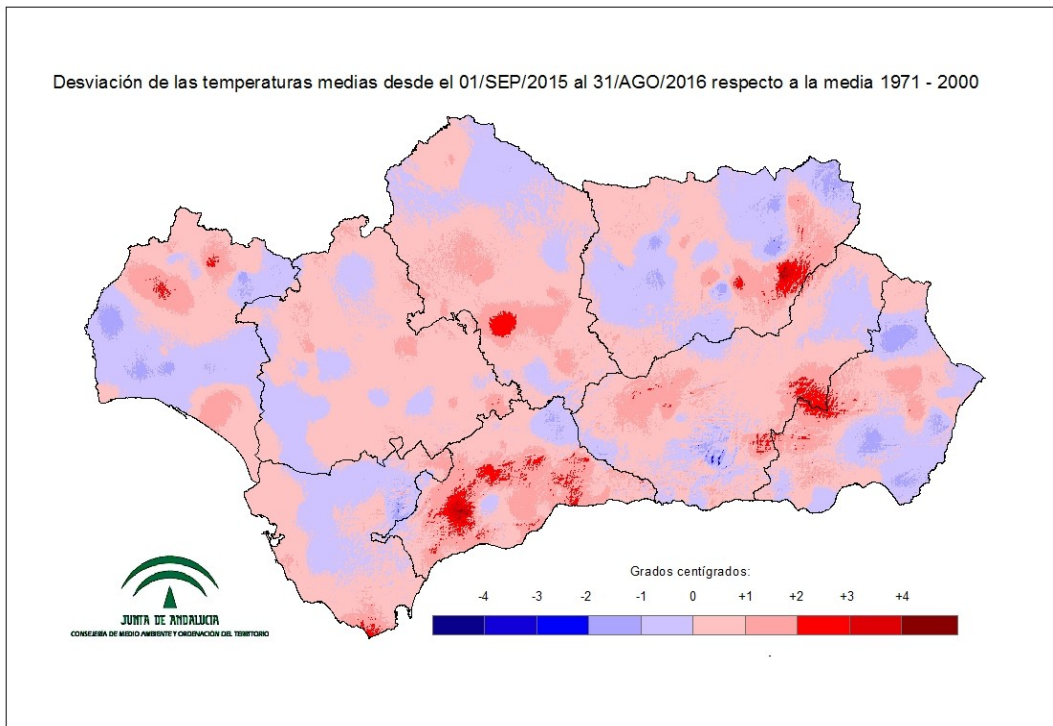 Desviación de las temperaturas medias desde el 01/SEP/2015 al 31/AGO/2016 respecto a la media 1971 - 2000
JUNTA DE ANDALUCIA
CONSEJERÍA DE MEDIO AMBIENTE Y ORDENACIÓN DEL TERRITORIO
Grados centígrados:
-4 -3 -2 -1 0 +1 +2 +3 +4